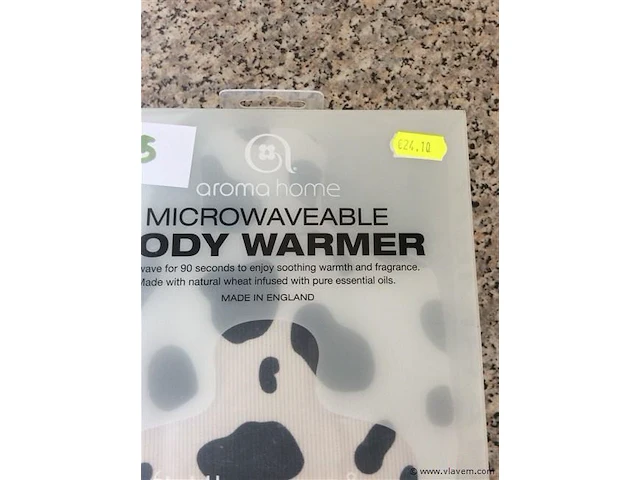 €24.10
5
aroma home
MICROWAVEABLE
ODY WARMER
wave for 90 seconds to enjoy soothing warmth and fragrance.
Made with natural wheat infused with pure essential oils.
MADE IN ENGLAND
© www.vlavem.com